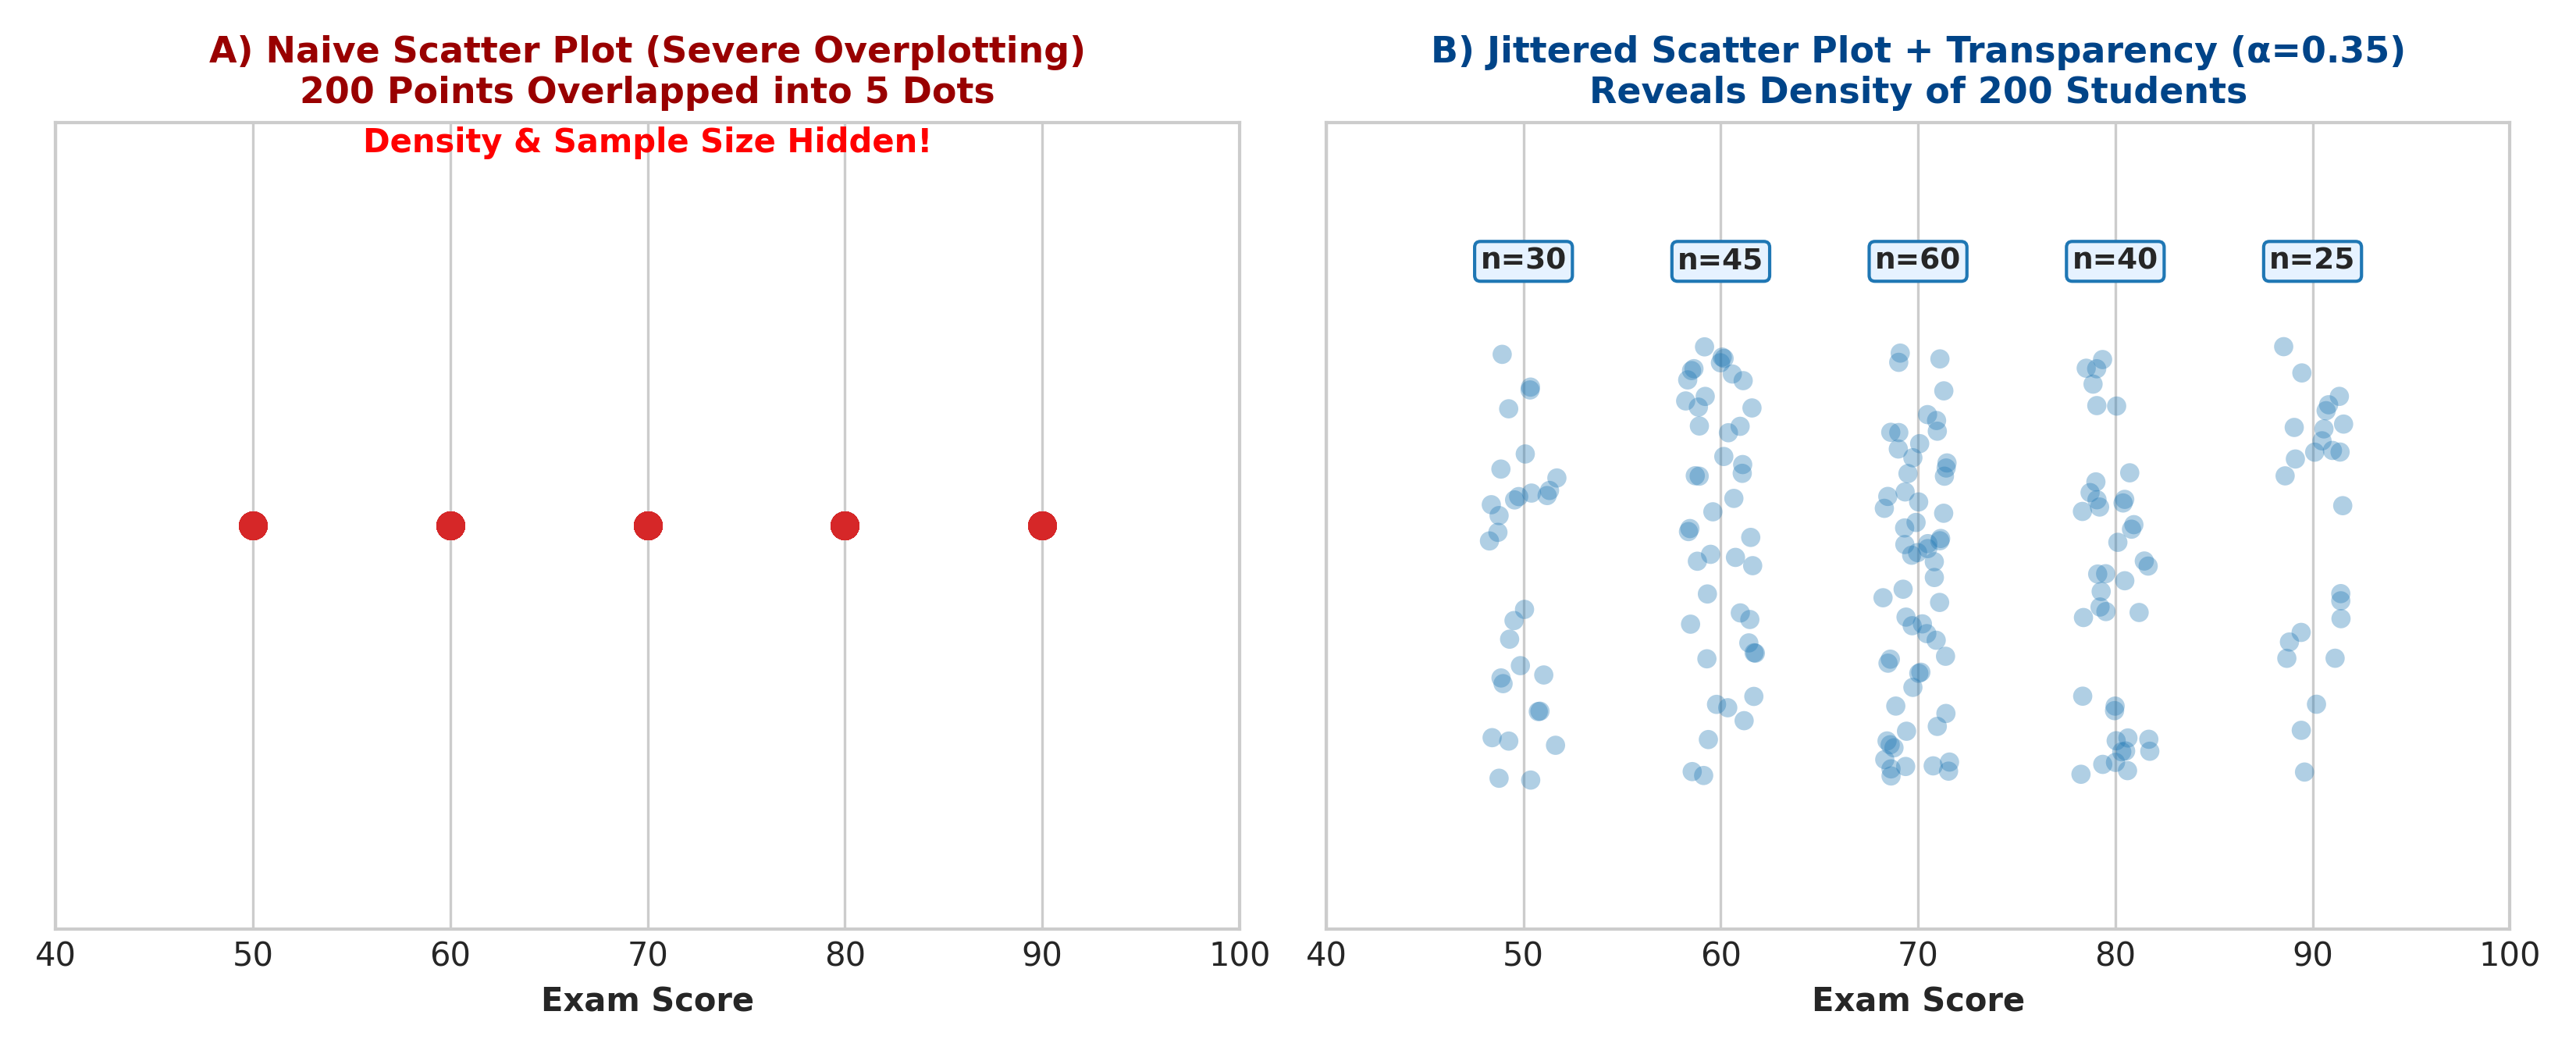 A) Naive Scatter Plot (Severe Overplotting)
200 Points Overlapped into 5 Dots
Density & Sample Size Hidden!
40 50 60 70 80 90 100
Exam Score
B) Jittered Scatter Plot + Transparency (α=0.35)
Reveals Density of 200 Students
n=30 n=45 n=60 n=40 n=25
40 50 60 70 80 90 100
Exam Score